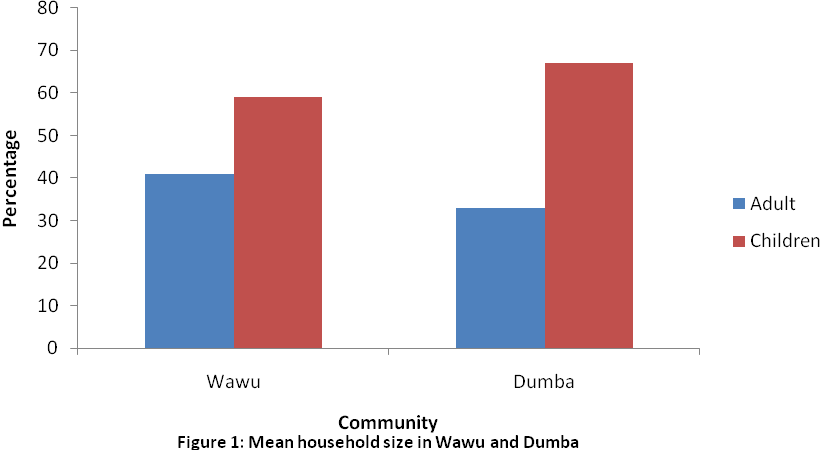 80
70
60
50
40
30
20
10
0
Percentage
Wawu
Dumba
Community
Adult
Children
Figure 1: Mean household size in Wawu and Dumba